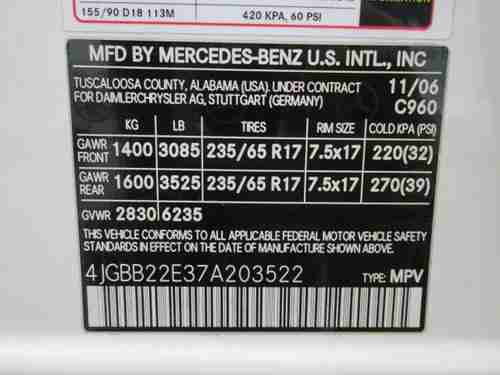 155/90 D18 113M 420 KPA, 60 PSI
MFD BY MERCEDES-BENZ U.S. INTL., INC
TUSCALOOSA COUNTY, ALABAMA (USA). UNDER CONTRACT 11/06
FOR DAIMLERCHRYSLER AG, STUTTGART (GERMANY) C960
KG LB TIRES RIM SIZE COLD KPA (PSI)
GAWR FRONT 1400 3085 235/65 R17 7.5x17 220(32)
GAWR REAR 1600 3525 235/65 R17 7.5x17 270(39)
GVWR 2830 6235
THIS VEHICLE CONFORMS TO ALL APPLICABLE FEDERAL MOTOR VEHICLE SAFETY
STANDARDS IN EFFECT ON THE DATE OF MANUFACTURE SHOWN ABOVE.
4JGBB22E37A203522 TYPE: MPV